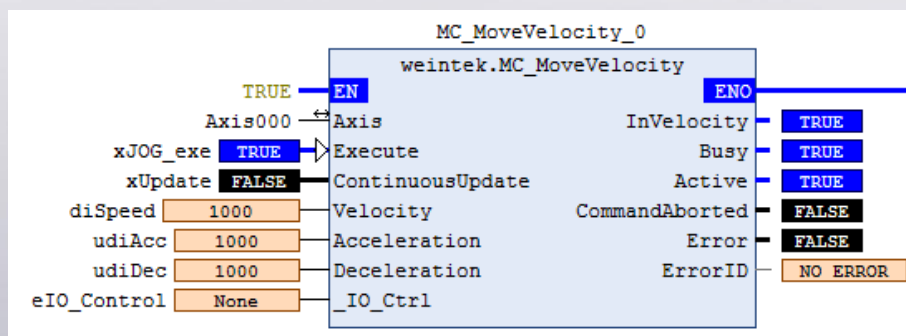 MC_MoveVelocity_0
weintek.MC_MoveVelocity
TRUE EN ENO
Axis000 Axis InVelocity TRUE
xJOG_exe TRUE Execute Busy TRUE
xUpdate FALSE ContinuousUpdate Active TRUE
diSpeed 1000 Velocity CommandAborted FALSE
udiAcc 1000 Acceleration Error FALSE
udiDec 1000 Deceleration ErrorID NO ERROR
eIO_Control None _IO_Ctrl